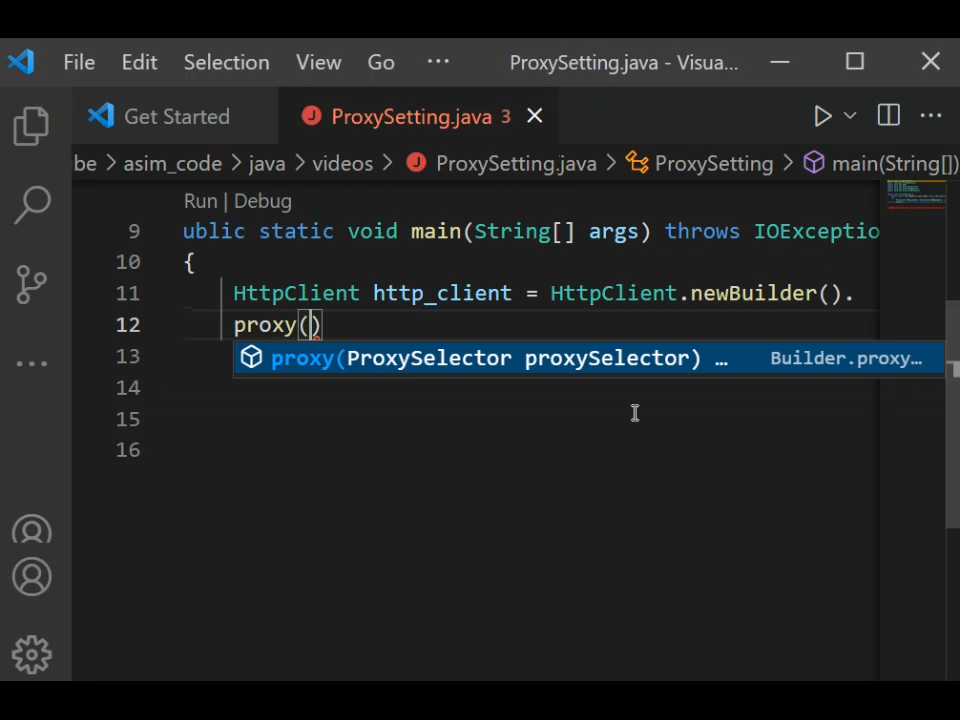 File Edit Selection View Go ··· ProxySetting.java - Visua...
Get Started ProxySetting.java 3
be > asim_code > java > videos > ProxySetting.java > ProxySetting > main(String[])
Run | Debug
9 ublic static void main(String[] args) throws IOExceptio
10 {
11 HttpClient http_client = HttpClient.newBuilder().
12 proxy()
13 proxy(ProxySelector proxySelector) … Builder.proxy…
14
15
16